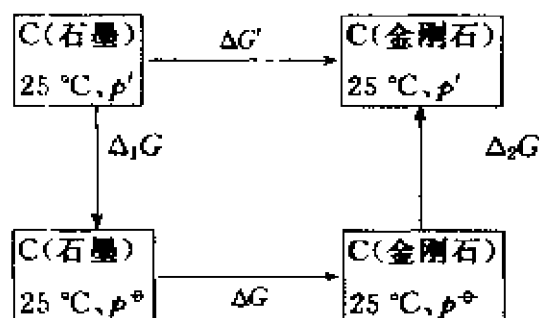 C(石墨)
25 ℃、p′
ΔG′
C(金刚石)
25 ℃、p′
Δ₁G
Δ₂G
C(石墨)
25 ℃、p^⊖
ΔG
C(金刚石)
25 ℃、p^⊖